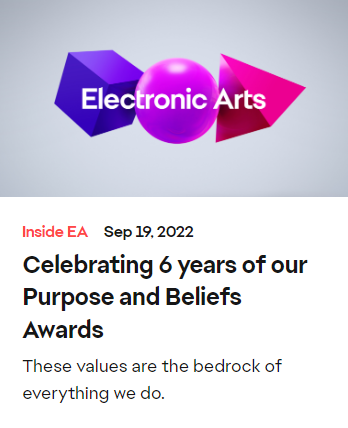 Electronic Arts
Inside EA Sep 19, 2022
Celebrating 6 years of our
Purpose and Beliefs
Awards
These values are the bedrock of
everything we do.